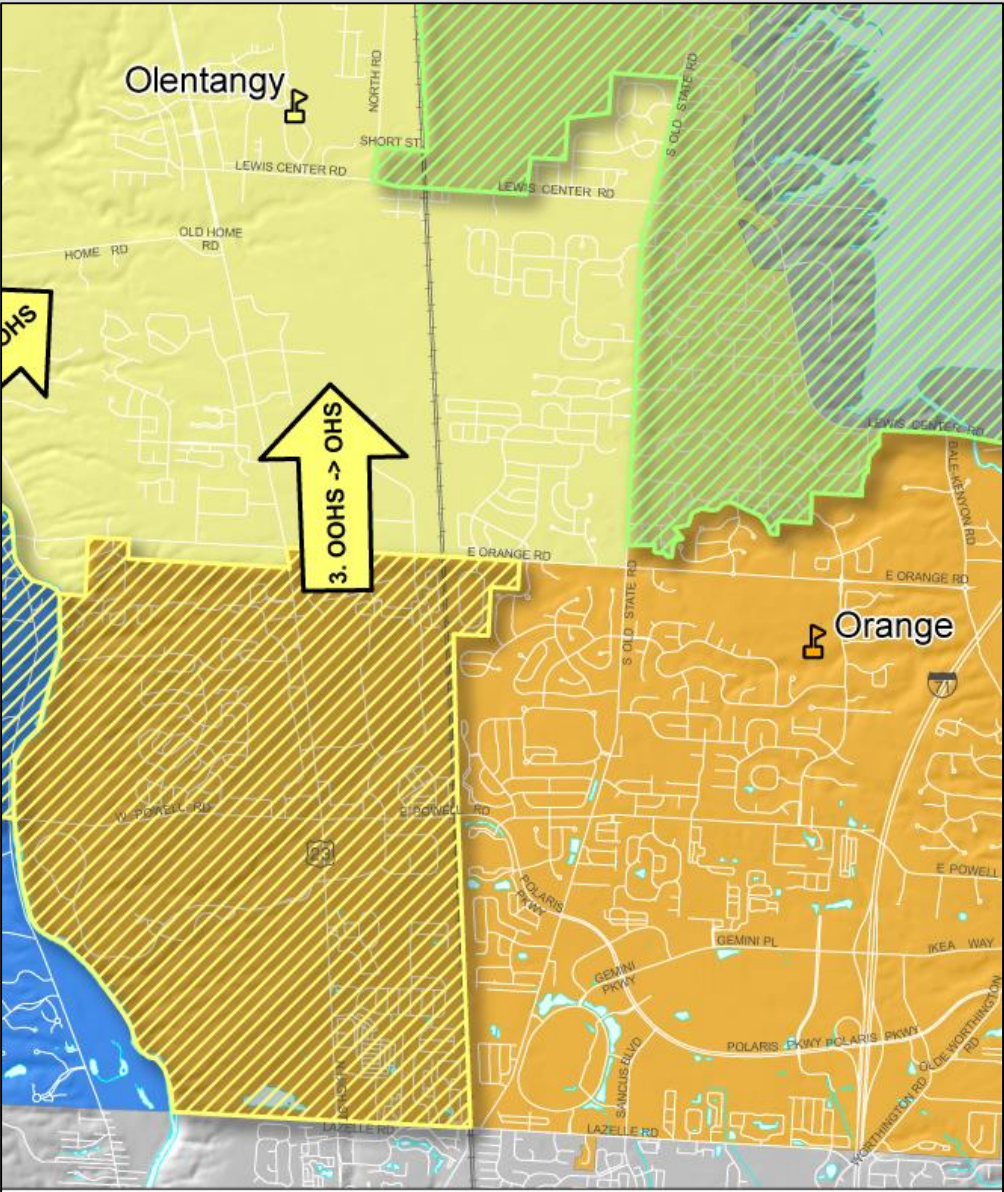 Olentangy
NORTH RD
S OLD STATE RD
SHORT ST
LEWIS CENTER RD
LEWIS CENTER RD
OLD HOME
RD
HOME RD
OHS
3. OOHS -> OHS
LEWIS CENTER RD
BALE-KENYON RD
E ORANGE RD
E ORANGE RD
S OLD STATE RD
Orange
71
W POWELL RD
E POWELL RD
23
E POWELL
POLARIS
PKWY
GEMINI PL
IKEA WAY
GEMINI
PKWY
POLARIS PKWY
POLARIS PKWY
OLDE WORTHINGTON
RD
SANCUS BLVD
N HIGH ST
LAZELLE RD
LAZELLE RD
WORTHINGTON RD